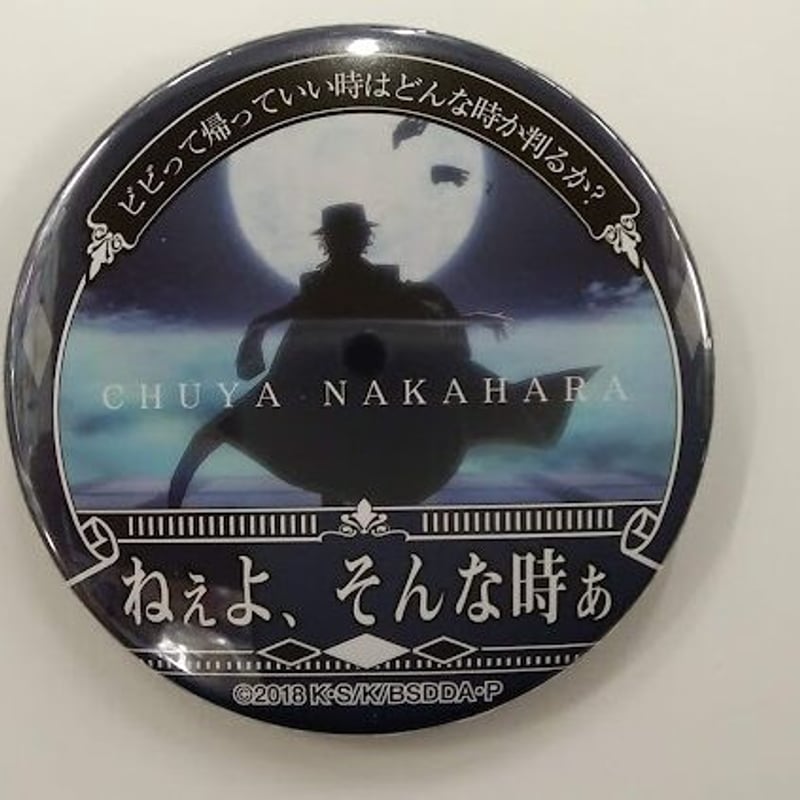 ビビって帰っていい時はどんな時か判るか?
CHUYA NAKAHARA
ねぇよ、そんな時ぁ
©2018 K・S/K/BSDDA・P